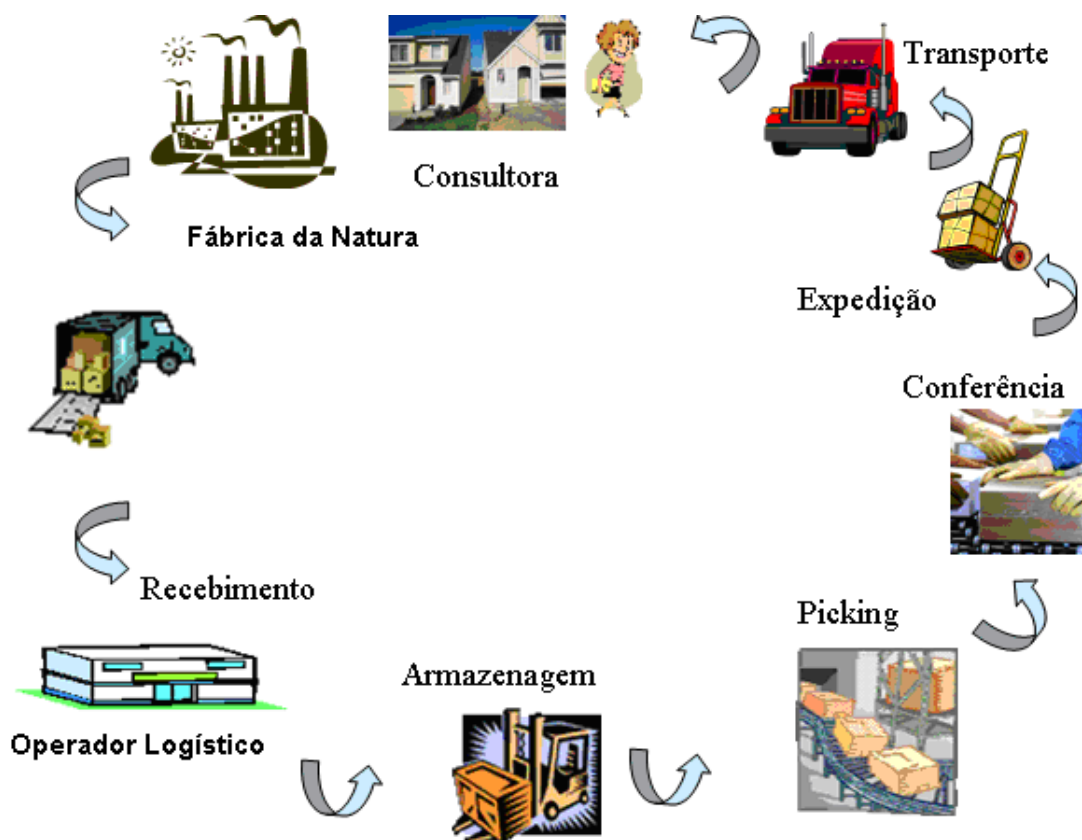 Transporte
Consultora
Fábrica da Natura
Expedição
Conferência
Recebimento
Picking
Armazenagem
Operador Logístico